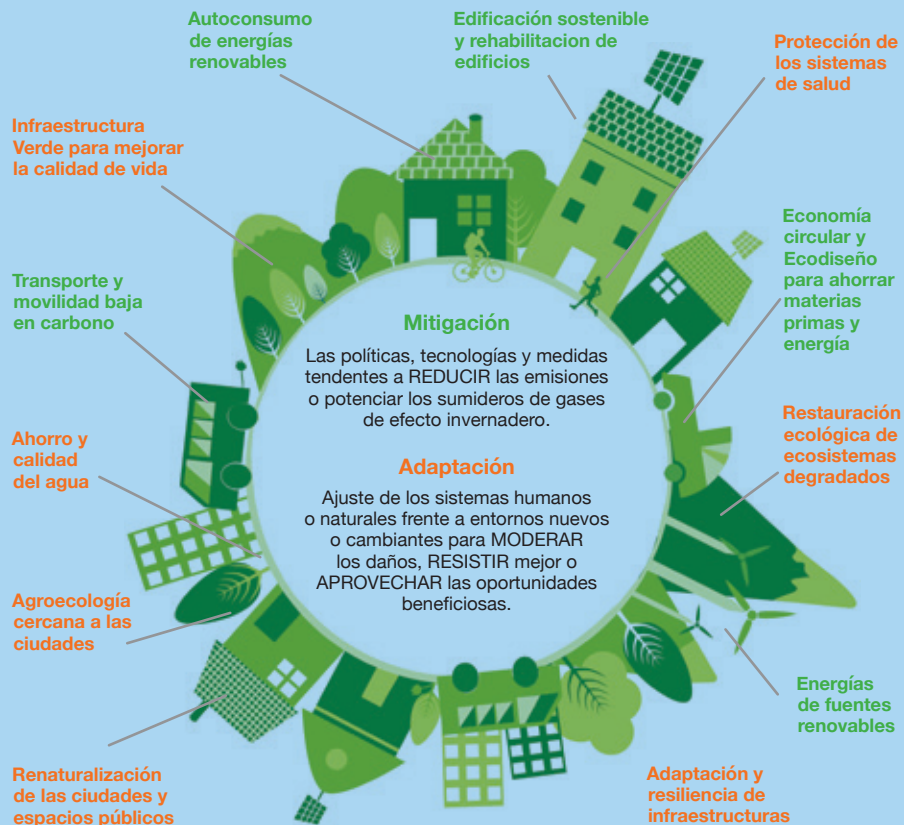 Autoconsumo
de energías
renovables
Edificación sostenible
y rehabilitacion de
edificios
Protección de
los sistemas
de salud
Infraestructura
Verde para mejorar
la calidad de vida
Economía
circular y
Ecodiseño
para ahorrar
materias
primas y
energía
Transporte y
movilidad baja
en carbono
Mitigación
Las políticas, tecnologías y medidas
tendentes a REDUCIR las emisiones
o potenciar los sumideros de gases
de efecto invernadero.
Restauración
ecológica de
ecosistemas
degradados
Ahorro y
calidad
del agua
Adaptación
Ajuste de los sistemas humanos
o naturales frente a entornos nuevos
o cambiantes para MODERAR
los daños, RESISTIR mejor o
APROVECHAR las oportunidades
beneficiosas.
Agroecología
cercana a las
ciudades
Energías
de fuentes
renovables
Renaturalización
de las ciudades y
espacios públicos
Adaptación y
resiliencia de
infraestructuras